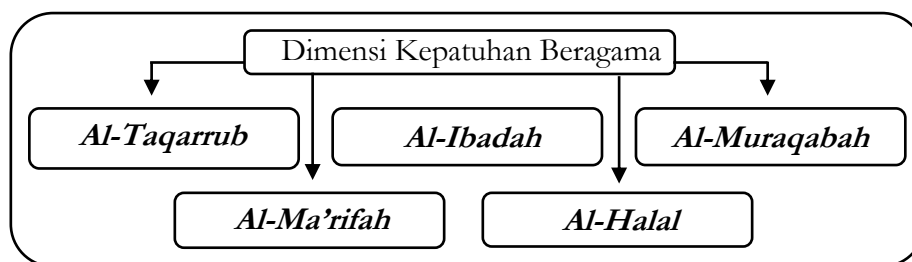 Dimensi Kepatuhan Beragama
Al-Taqarrub
Al-Ibadah
Al-Muraqabah
Al-Ma’rifah
Al-Halal